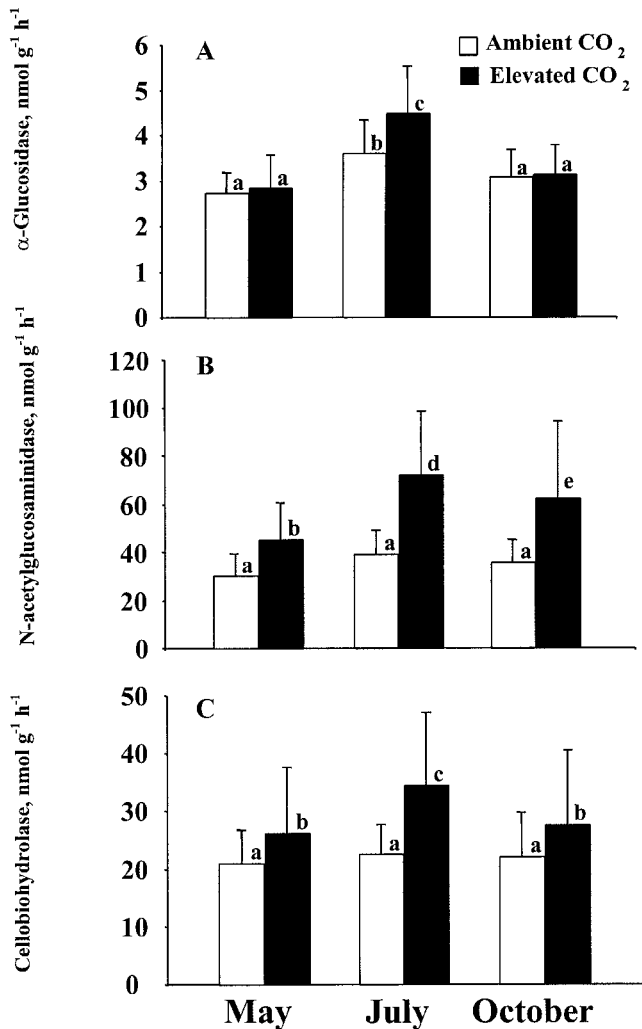 A
Ambient CO₂
Elevated CO₂
α-Glucosidase, nmol g⁻¹ h⁻¹
6
5
4
3
2
1
0
a
a
b
c
a
a
B
N-acetylglucosaminidase, nmol g⁻¹ h⁻¹
120
100
80
60
40
20
0
a
b
a
d
a
e
C
Cellobiohydrolase, nmol g⁻¹ h⁻¹
50
40
30
20
10
0
a
b
a
c
a
b
May July October